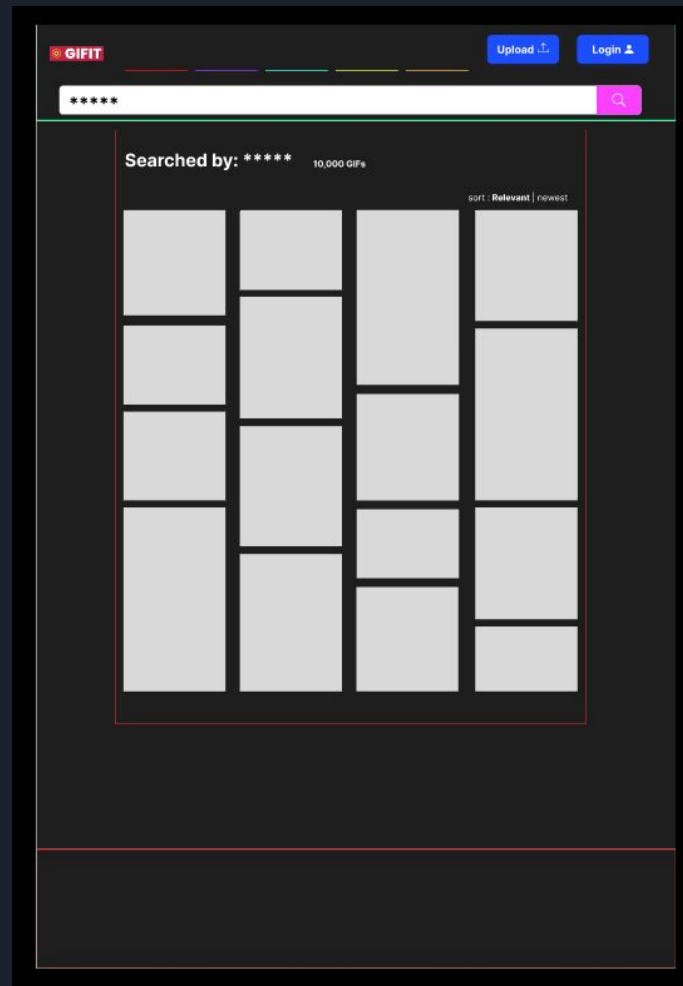 GIFIT
Upload
Login
*****
Searched by: ***** 10,000 GIFs
sort : Relevant | newest